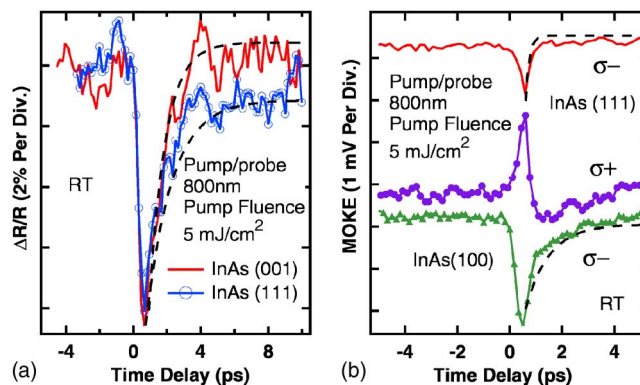 ΔR/R (2% Per Div.)
RT
Pump/probe
800nm
Pump Fluence
5 mJ/cm²
InAs (001)
InAs (111)
-4 0 4 8
(a) Time Delay (ps)
MOKE (1 mV Per Div.)
σ−
Pump/probe
800nm
Pump Fluence
5 mJ/cm²
InAs (111)
σ+
InAs(100)
σ−
RT
-4 -2 0 2 4
(b) Time Delay (ps)